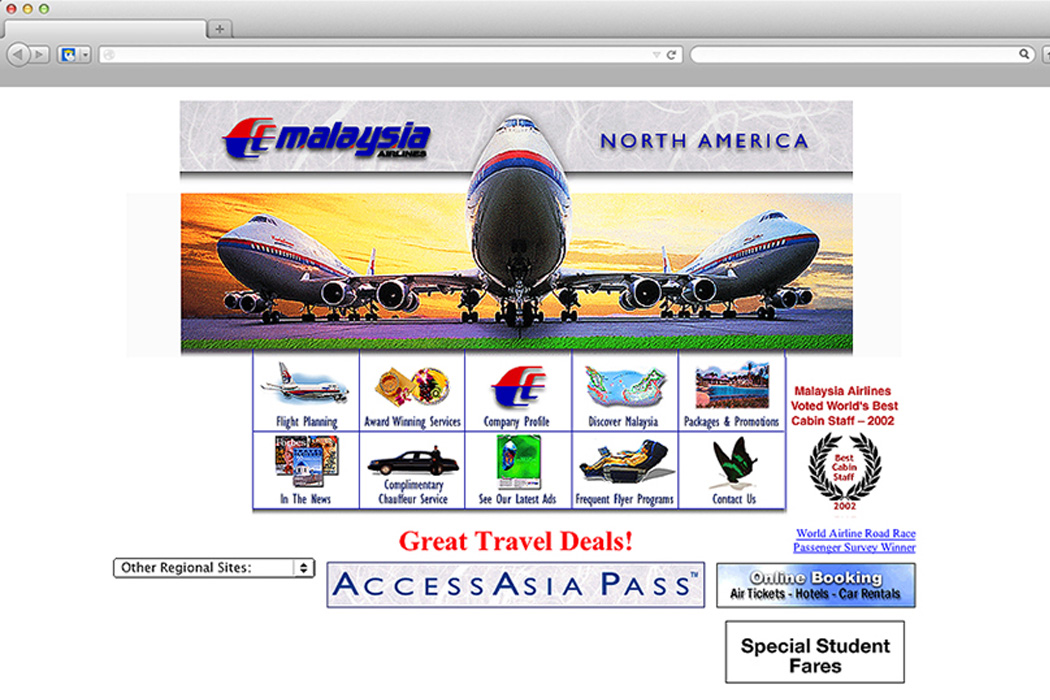 malaysia
AIRLINES
NORTH AMERICA
Flight Planning
Award Winning Services
Company Profile
Discover Malaysia
Packages & Promotions
Malaysia Airlines
Voted World's Best
Cabin Staff – 2002
Best
Cabin
Staff
2002
In The News
Complimentary
Chauffeur Service
See Our Latest Ads
Frequent Flyer Programs
Contact Us
World Airline Road Race
Passenger Survey Winner
Great Travel Deals!
Other Regional Sites:
ACCESSASIA PASS™
Online Booking
Air Tickets - Hotels - Car Rentals
Special Student
Fares